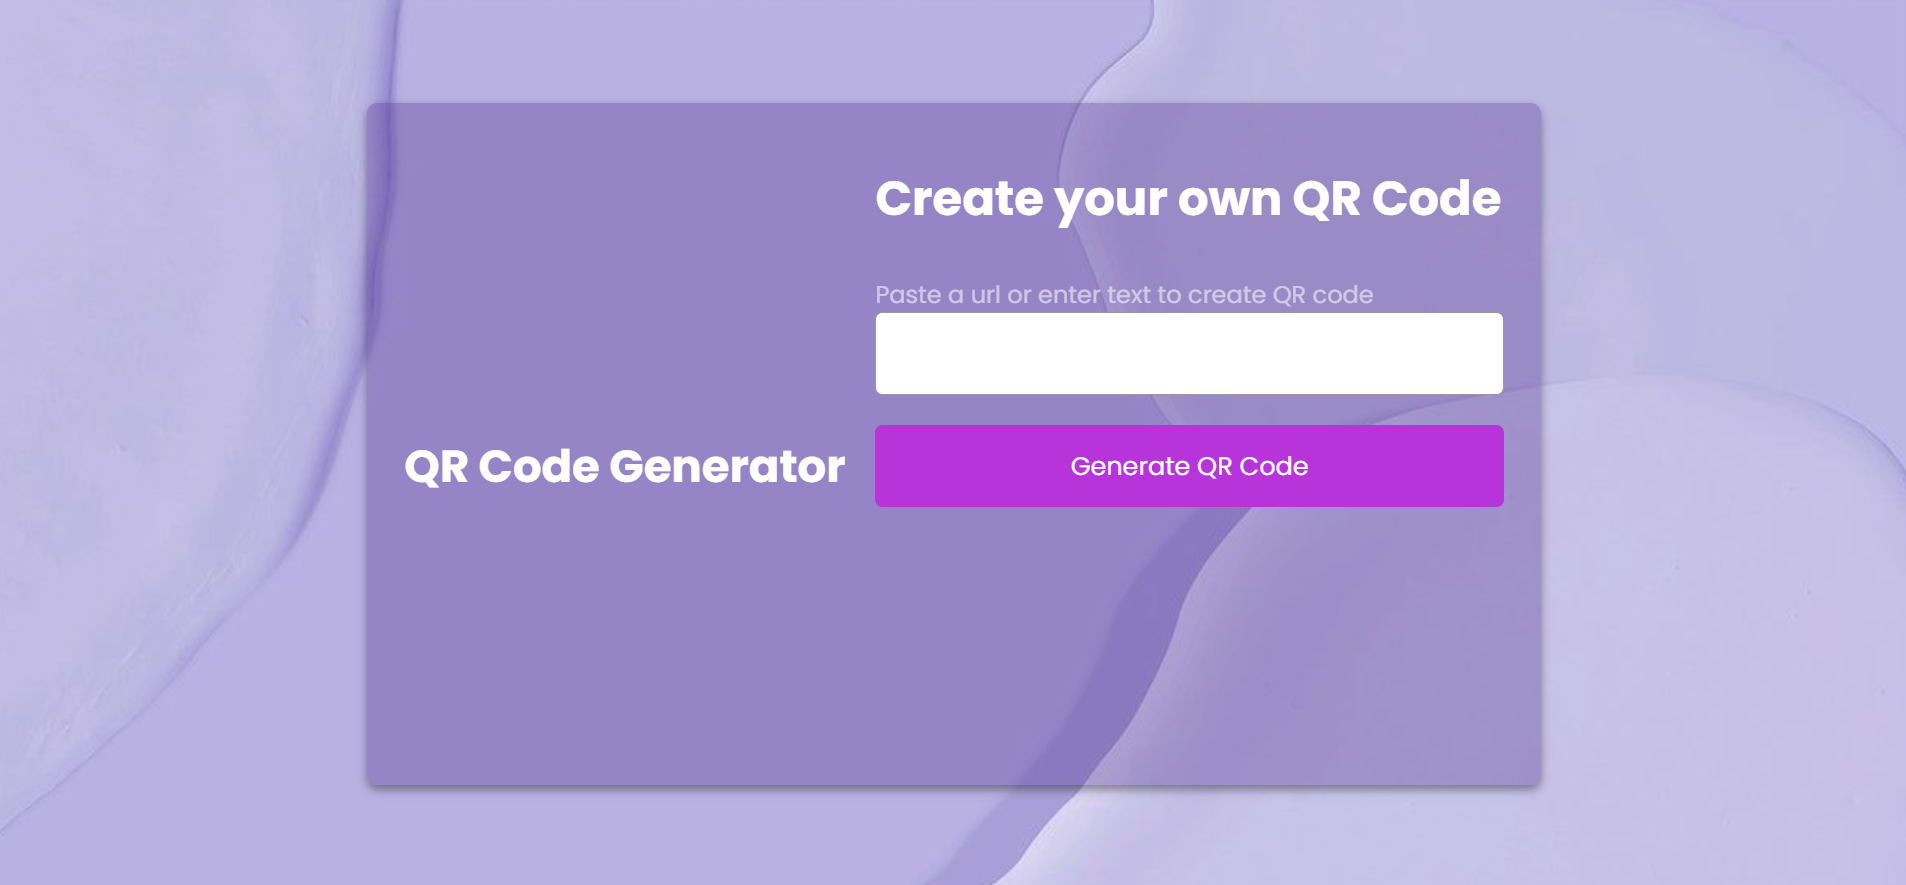 Create your own QR Code
Paste a url or enter text to create QR code
QR Code Generator
Generate QR Code